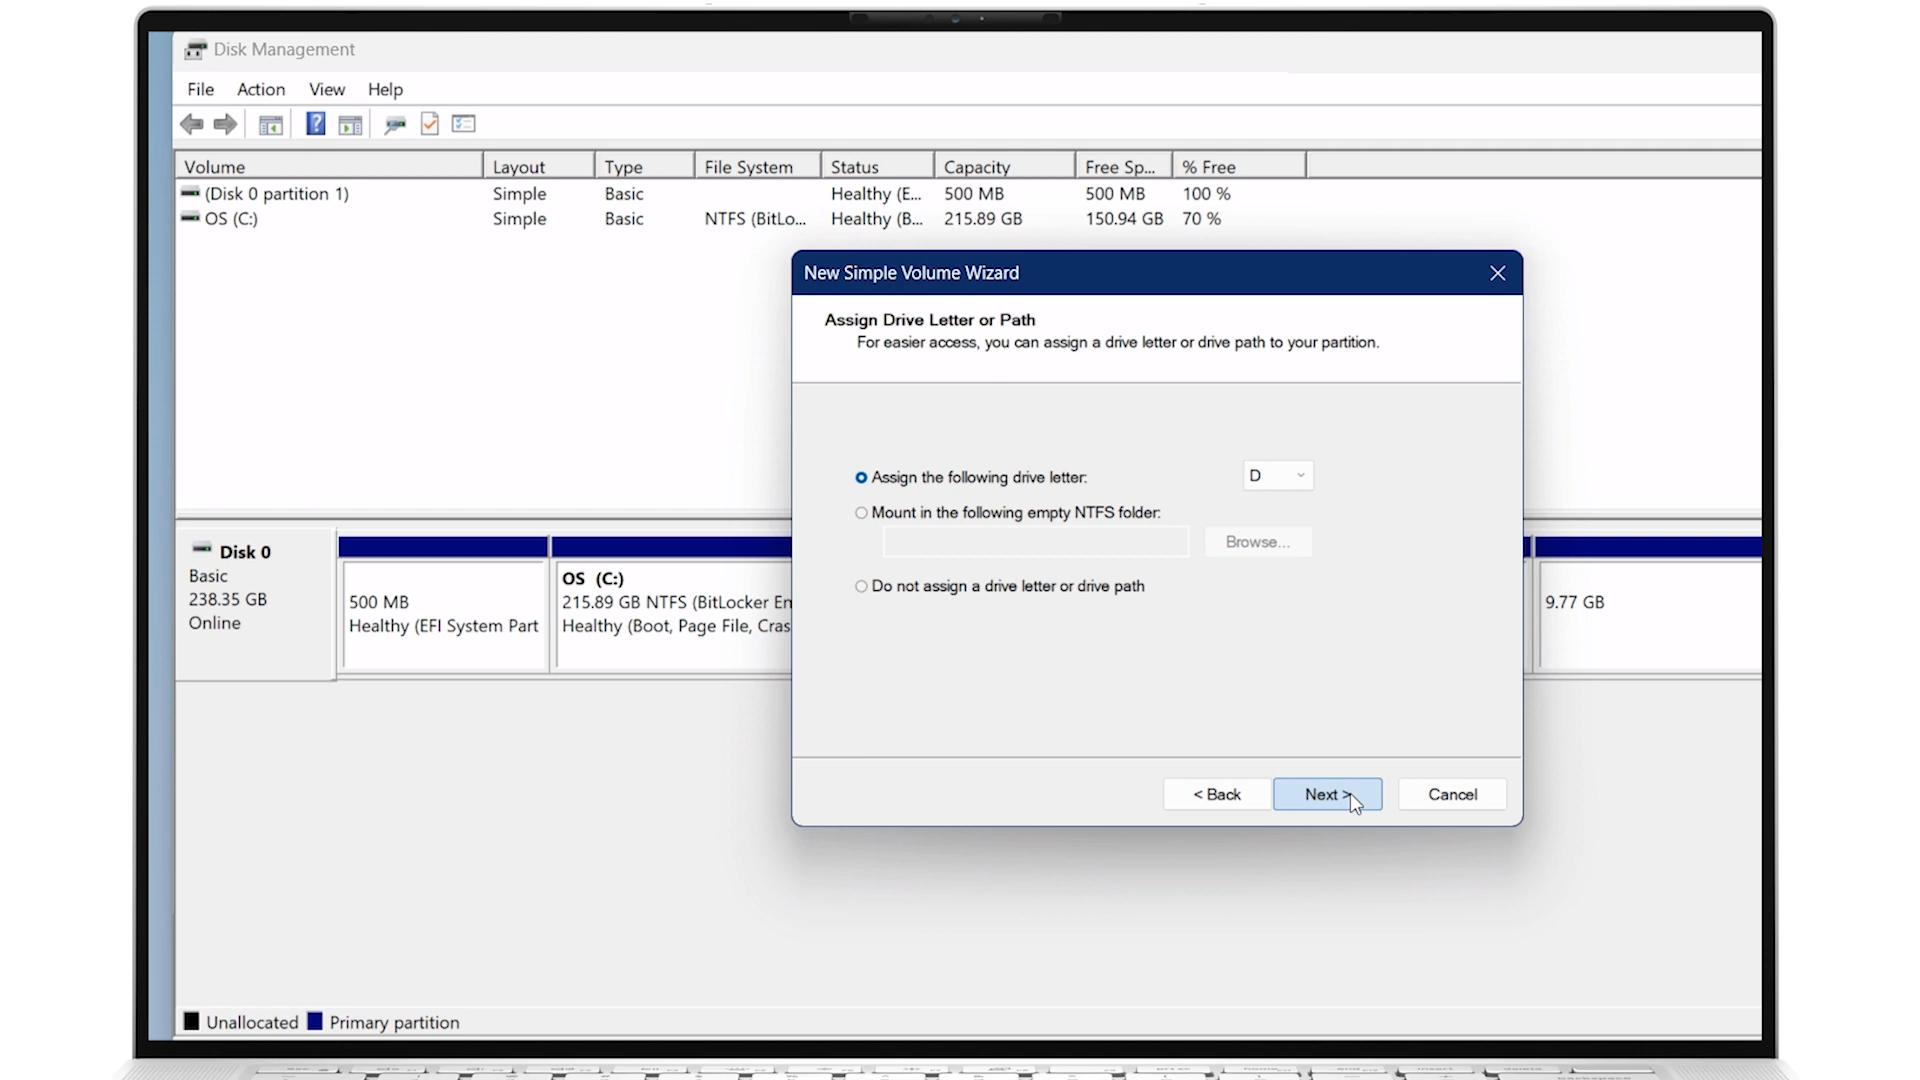 Disk Management
File Action View Help
Volume Layout Type File System Status Capacity Free Sp... % Free
(Disk 0 partition 1) Simple Basic Healthy (E... 500 MB 500 MB 100 %
OS (C:) Simple Basic NTFS (BitLo... Healthy (B... 215.89 GB 150.94 GB 70 %
New Simple Volume Wizard
Assign Drive Letter or Path
For easier access, you can assign a drive letter or drive path to your partition.
Assign the following drive letter: D
Mount in the following empty NTFS folder:
Browse...
Do not assign a drive letter or drive path
< Back Next > Cancel
Disk 0
Basic
238.35 GB
Online
500 MB
Healthy (EFI System Part
OS (C:)
215.89 GB NTFS (BitLocker En
Healthy (Boot, Page File, Cras
9.77 GB
Unallocated Primary partition